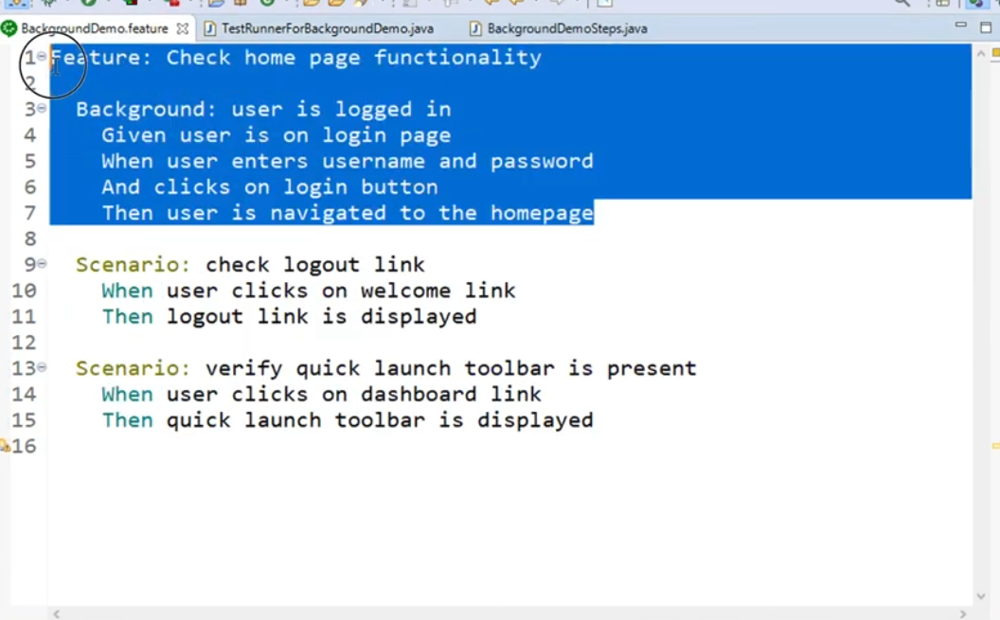 BackgroundDemo.feature TestRunnerForBackgroundDemo.java BackgroundDemoSteps.java
1 Feature: Check home page functionality
2
3 Background: user is logged in
4 Given user is on login page
5 When user enters username and password
6 And clicks on login button
7 Then user is navigated to the homepage
8
9 Scenario: check logout link
10 When user clicks on welcome link
11 Then logout link is displayed
12
13 Scenario: verify quick launch toolbar is present
14 When user clicks on dashboard link
15 Then quick launch toolbar is displayed
16